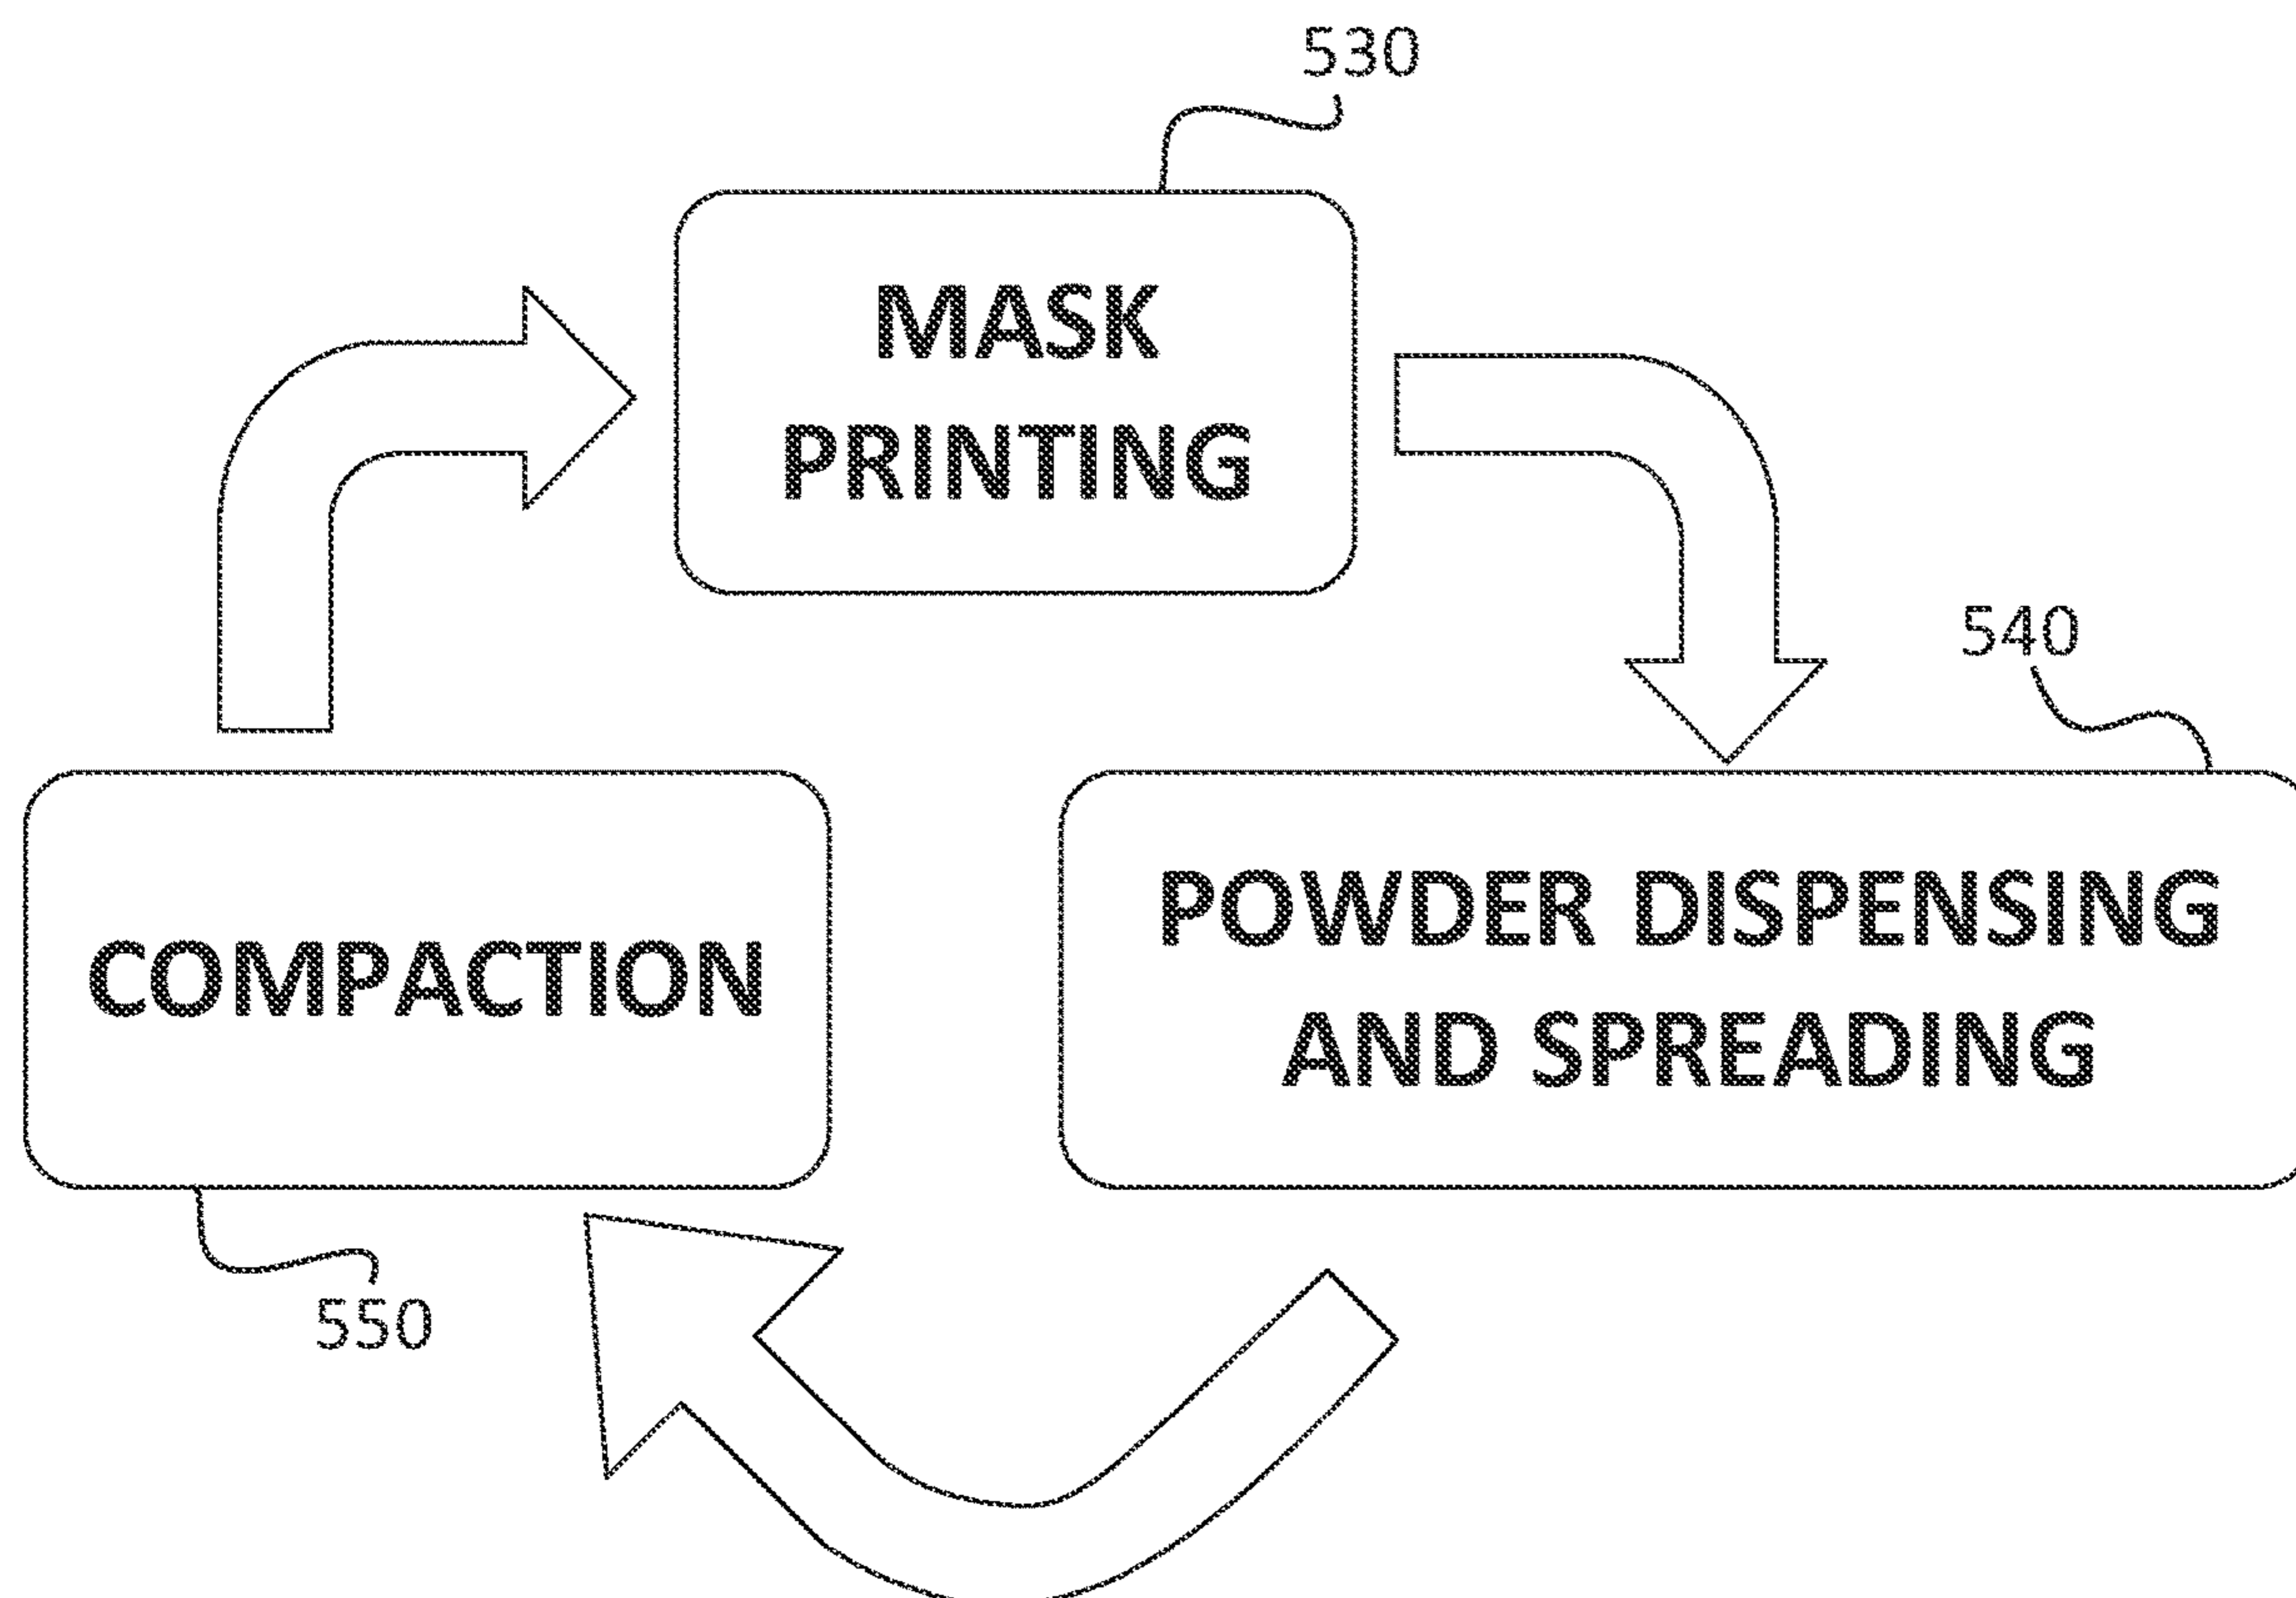 530
MASK
PRINTING
540
POWDER DISPENSING
AND SPREADING
COMPACTION
550